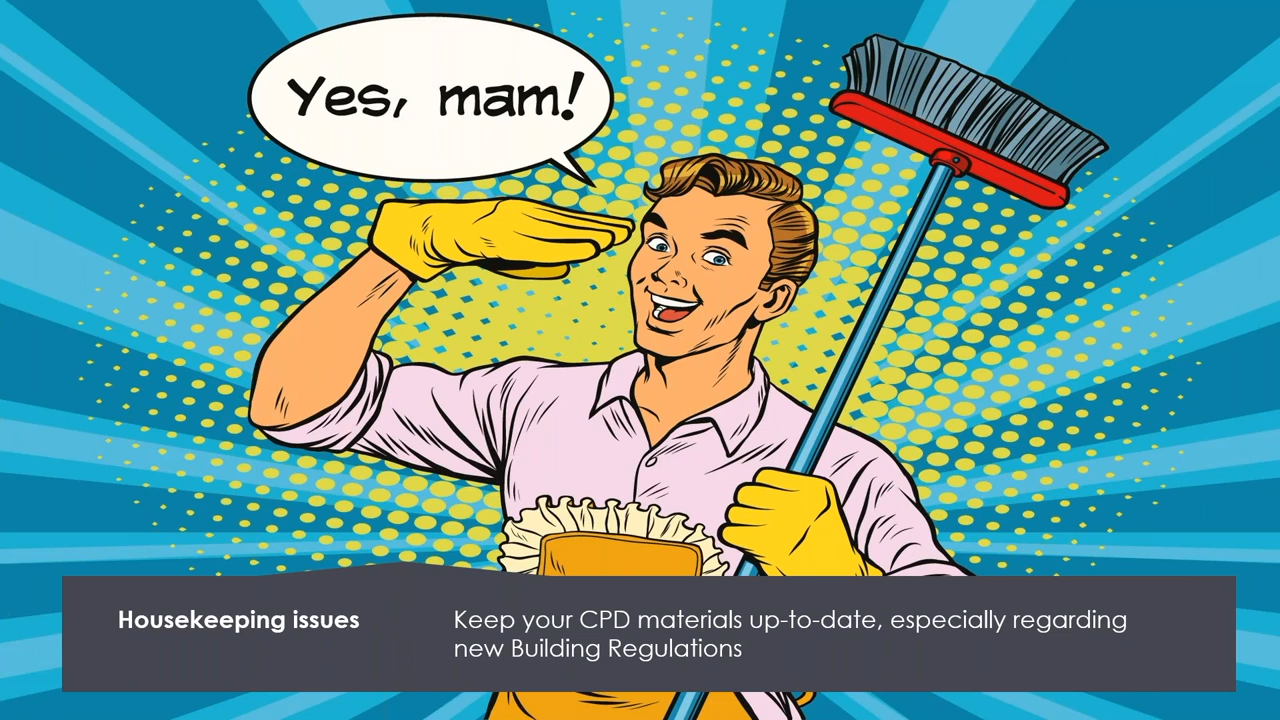 Yes, mam!
Housekeeping issues
Keep your CPD materials up-to-date, especially regarding
new Building Regulations